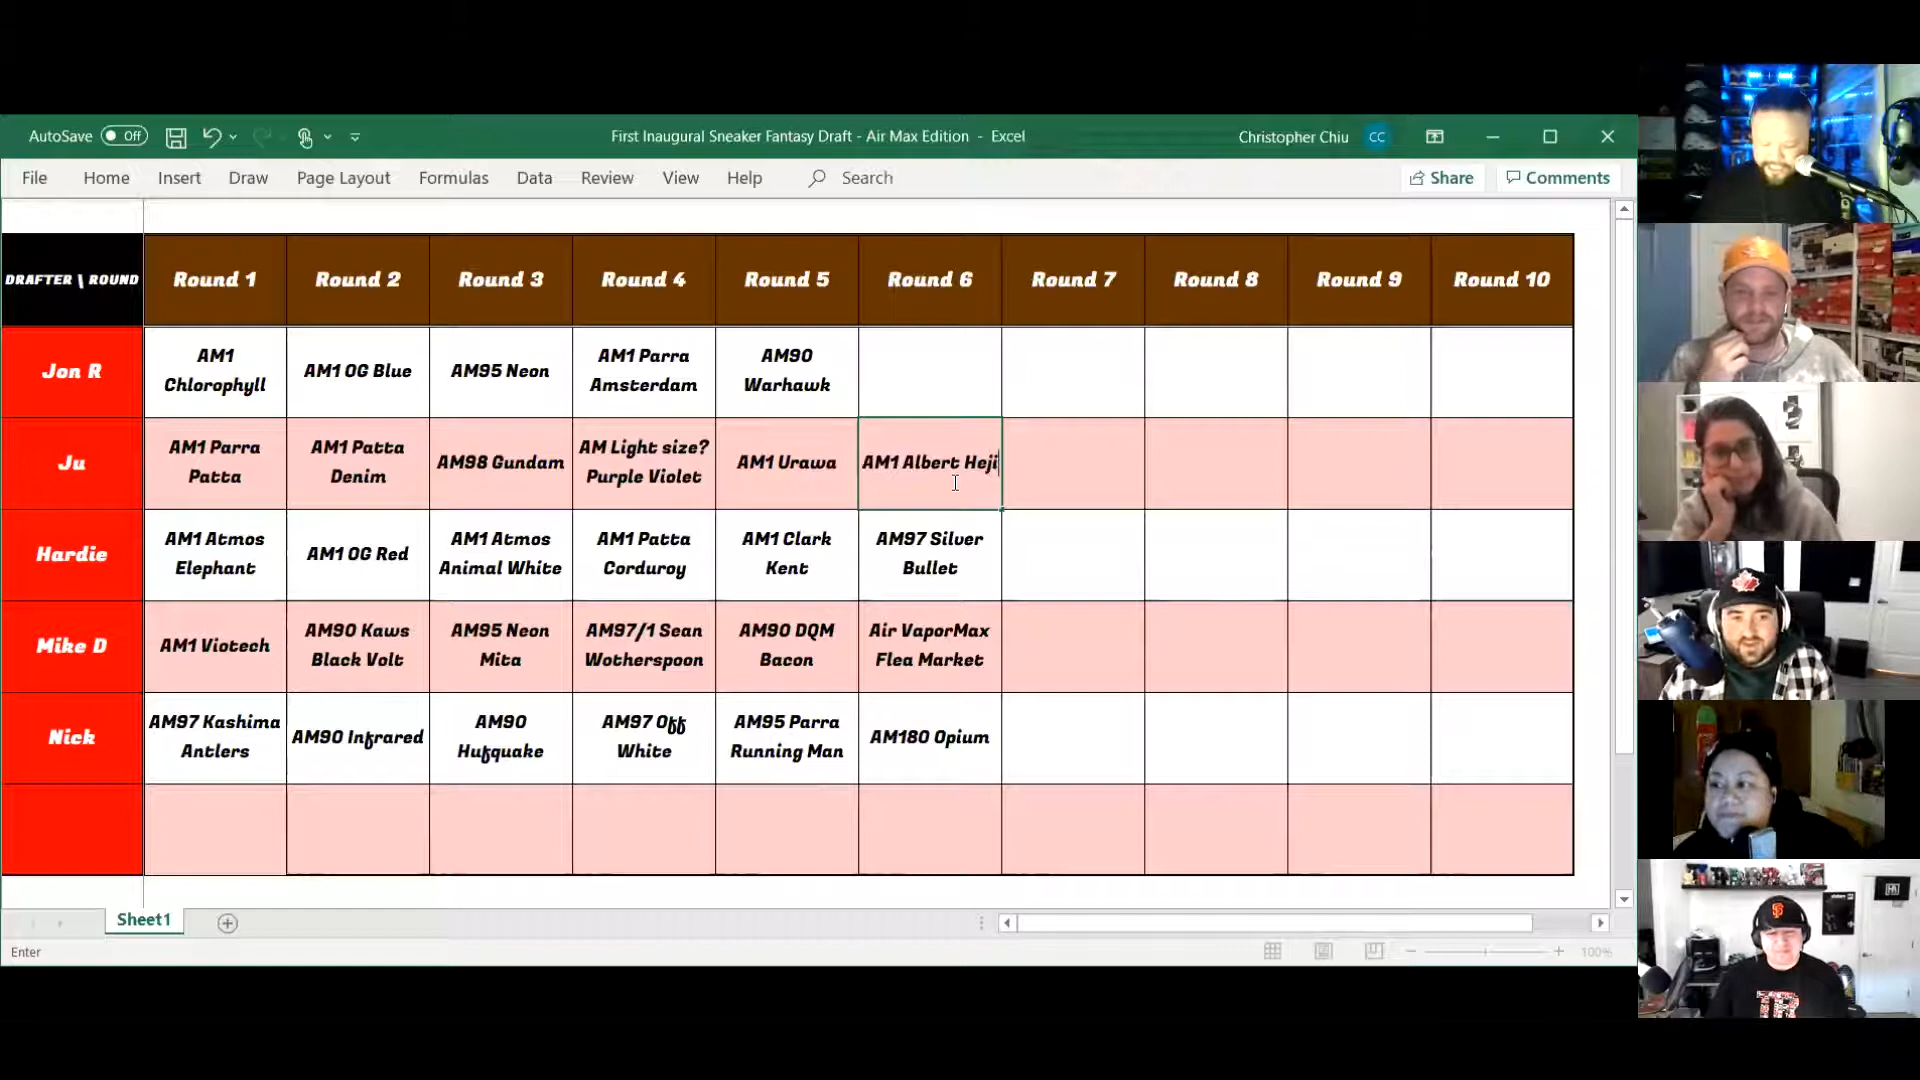 AutoSave Off
First Inaugural Sneaker Fantasy Draft - Air Max Edition - Excel
Christopher Chiu CC
File Home Insert Draw Page Layout Formulas Data Review View Help Search Share Comments
DRAFTER \ ROUND Round 1 Round 2 Round 3 Round 4 Round 5 Round 6 Round 7 Round 8 Round 9 Round 10
Jon R
AM1
Chlorophyll
AM1 OG Blue
AM95 Neon
AM1 Parra
Amsterdam
AM90
Warhawk
Ju
AM1 Parra
Patta
AM1 Patta
Denim
AM98 Gundam
AM Light size?
Purple Violet
AM1 Urawa
AM1 Albert Heji
Hardie
AM1 Atmos
Elephant
AM1 OG Red
AM1 Atmos
Animal White
AM1 Patta
Corduroy
AM1 Clark
Kent
AM97 Silver
Bullet
Mike D
AM1 Viotech
AM90 Kaws
Black Volt
AM95 Neon
Mita
AM97/1 Sean
Wotherspoon
AM90 DQM
Bacon
Air VaporMax
Flea Market
Nick
AM97 Kashima
Antlers
AM90 Infrared
AM90
Hufquake
AM97 Off
White
AM95 Parra
Running Man
AM180 Opium
Sheet1
Enter
100%